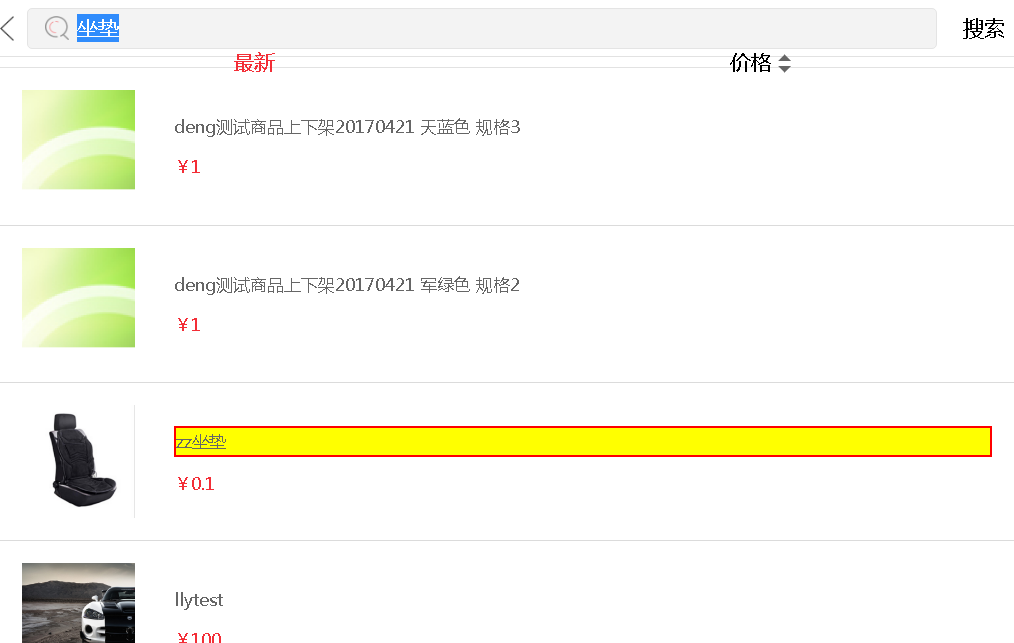 坐垫 搜索
最新 价格
deng测试商品上下架20170421 天蓝色 规格3
￥1
deng测试商品上下架20170421 军绿色 规格2
￥1
zz坐垫
￥0.1
llytest
￥100